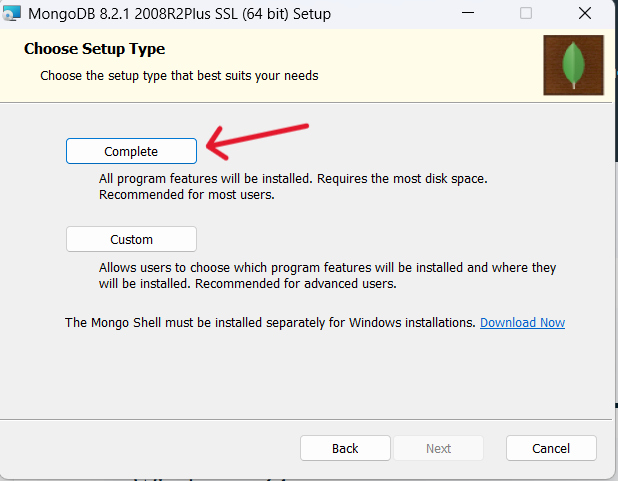 MongoDB 8.2.1 2008R2Plus SSL (64 bit) Setup
Choose Setup Type
Choose the setup type that best suits your needs
Complete
All program features will be installed. Requires the most disk space.
Recommended for most users.
Custom
Allows users to choose which program features will be installed and where they
will be installed. Recommended for advanced users.
The Mongo Shell must be installed separately for Windows installations. Download Now
Back Next Cancel